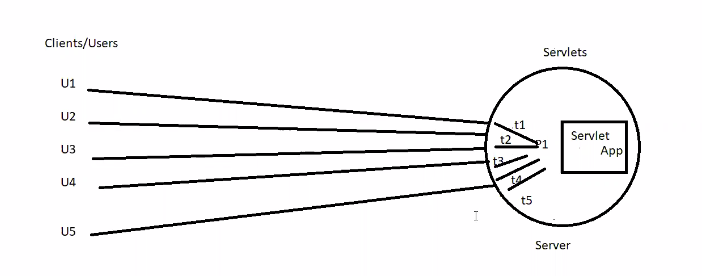 Clients/Users
Servlets
U1
U2
U3
U4
U5
t1
t2
P1
t3
t4
t5
Servlet
App
Server